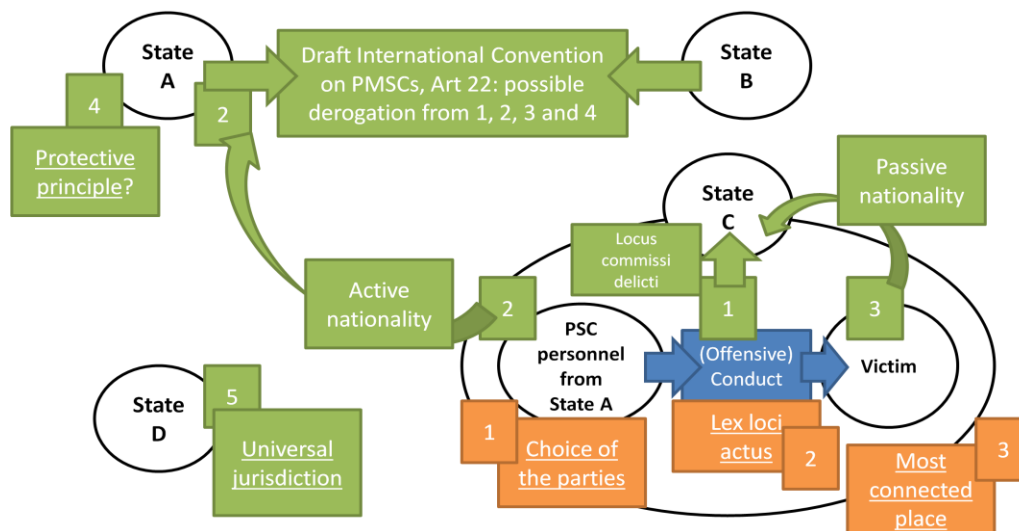 State
A
4
2
Protective
principle?
Draft International Convention
on PMSCs, Art 22: possible
derogation from 1, 2, 3 and 4
State
B
Passive
nationality
State
C
Locus
commissi
delicti
1
3
Active
nationality
2
PSC
personnel
from
State A
(Offensive)
Conduct
Victim
State
D
5
Universal
jurisdiction
1
Choice of
the parties
Lex loci
actus
2
3
Most
connected
place